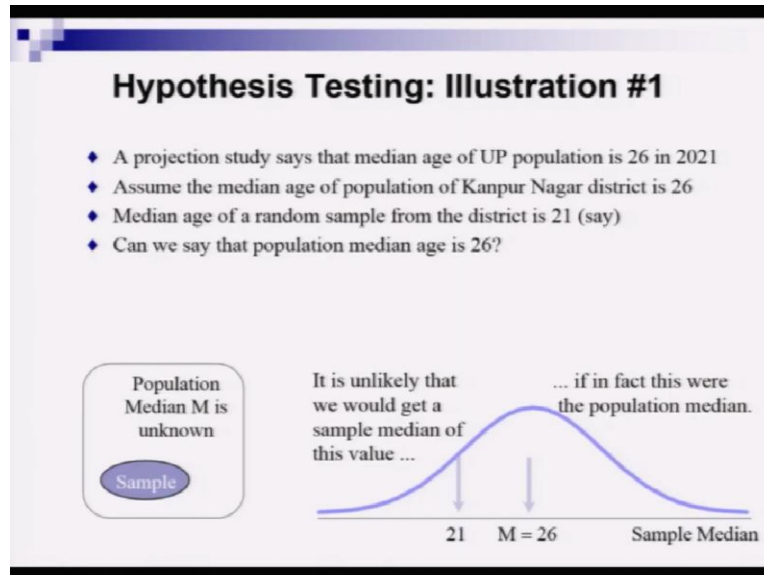 Hypothesis Testing: Illustration #1
A projection study says that median age of UP population is 26 in 2021
Assume the median age of population of Kanpur Nagar district is 26
Median age of a random sample from the district is 21 (say)
Can we say that population median age is 26?
Population
Median M is
unknown
Sample
It is unlikely that
we would get a
sample median of
this value ...
... if in fact this were
the population median.
21
M = 26
Sample Median